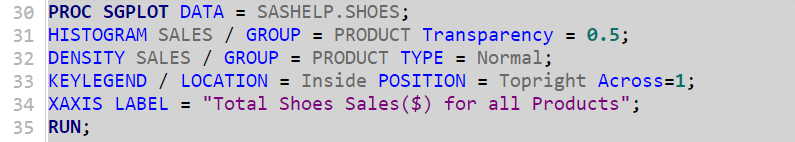 30 PROC SGPLOT DATA = SASHELP.SHOES;
31 HISTOGRAM SALES / GROUP = PRODUCT Transparency = 0.5;
32 DENSITY SALES / GROUP = PRODUCT TYPE = Normal;
33 KEYLEGEND / LOCATION = Inside POSITION = Topright Across=1;
34 XAXIS LABEL = "Total Shoes Sales($) for all Products";
35 RUN;